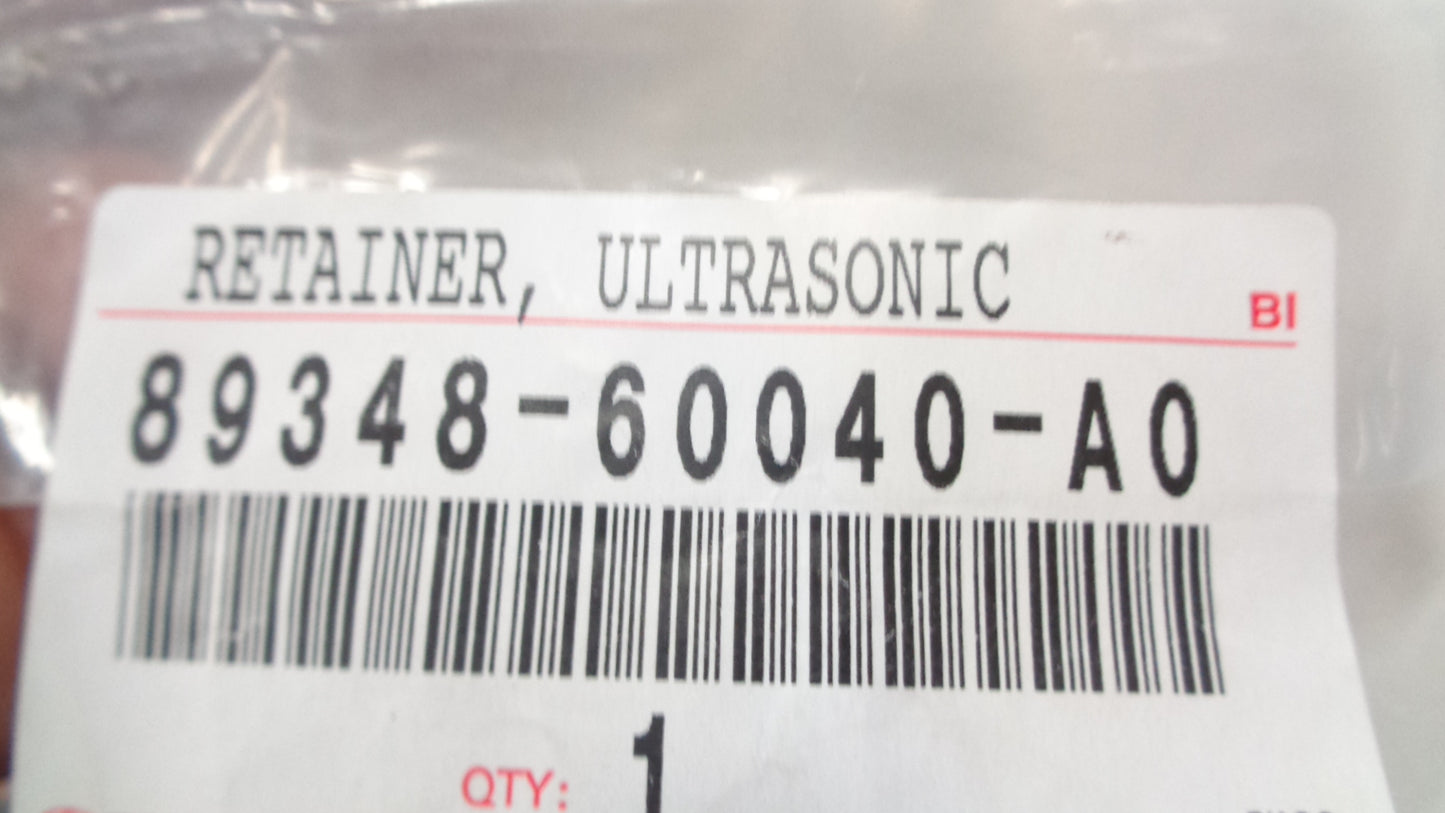 RETAINER, ULTRASONIC
BI
89348-60040-A0
QTY: 1